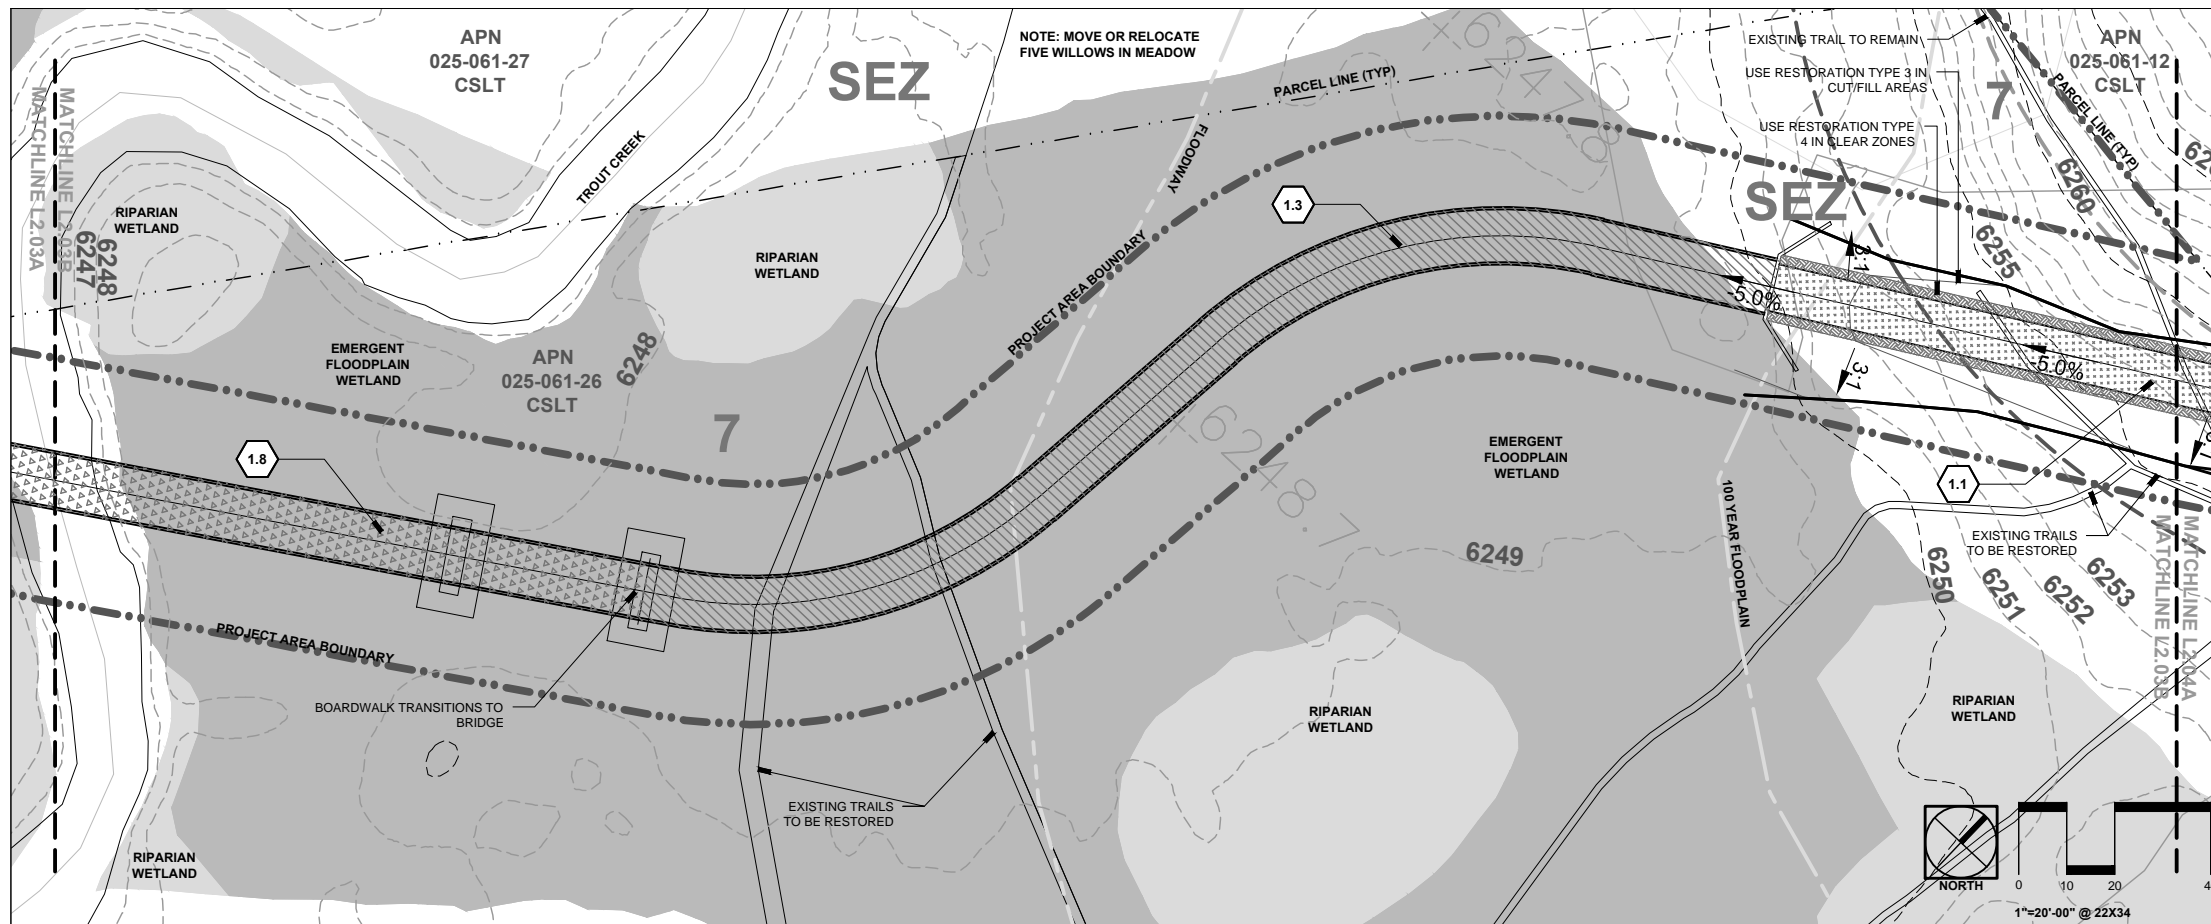 APN
025-061-27
CSLT
SEZ
NOTE: MOVE OR RELOCATE
FIVE WILLOWS IN MEADOW
×6247.8
EXISTING TRAIL TO REMAIN
USE RESTORATION TYPE 3 IN
CUT/FILL AREAS
USE RESTORATION TYPE
4 IN CLEAR ZONES
APN
025-061-12
CSLT
7
PARCEL LINE (TYP)
PARCEL LINE (TYP)
MATCHLINE L2.03A
MATCHLINE L2.03B
TROUT CREEK
FLOODWAY
RIPARIAN
WETLAND
6247
6248
RIPARIAN
WETLAND
1.3
SEZ
6260
6255
3:1
-5.0%
-5.0%
3:1
PROJECT AREA BOUNDARY
EMERGENT
FLOODPLAIN
WETLAND
APN
025-061-26
CSLT
6248
7
1.8
×6248.7
EMERGENT
FLOODPLAIN
WETLAND
1.1
100 YEAR FLOODPLAIN
EXISTING TRAILS
TO BE RESTORED
6249
6250
6251
6252
6253
MATCHLINE L2.03B
MATCHLINE L2.04A
PROJECT AREA BOUNDARY
BOARDWALK TRANSITIONS TO
BRIDGE
RIPARIAN
WETLAND
RIPARIAN
WETLAND
EXISTING TRAILS
TO BE RESTORED
RIPARIAN
WETLAND
NORTH
0 10 20 4
1"=20'-00" @ 22X34